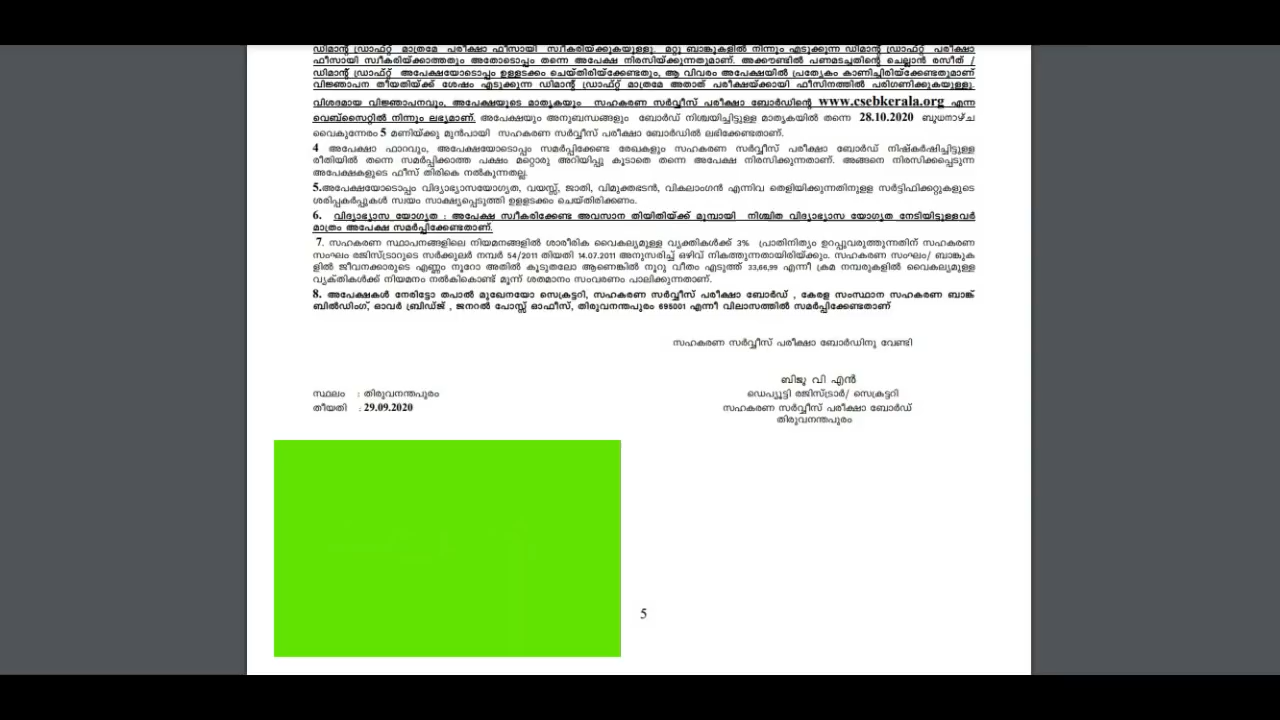 ഡിമാന്റ് ഡ്രാഫ്റ്റ് മാത്രമേ പരീക്ഷാ ഫീസായി സ്വീകരിയ്ക്കുകയുള്ളു. മറ്റു ബാങ്കുകളിൽ നിന്നും എടുക്കുന്ന ഡിമാന്റ് ഡ്രാഫ്റ്റ് പരീക്ഷാ
ഫീസായി സ്വീകരിയ്ക്കാത്തതും അതോടൊപ്പം തന്നെ അപേക്ഷ നിരസിയ്ക്കുന്നതുമാണ്. അക്കൗണ്ടിൽ പണമടച്ചതിന്റെ ചെല്ലാൻ രസീത് /
ഡിമാന്റ് ഡ്രാഫ്റ്റ് അപേക്ഷയോടൊപ്പം ഉള്ളടക്കം ചെയ്തിരിയ്ക്കേണ്ടതും, ആ വിവരം അപേക്ഷയിൽ പ്രത്യേകം കാണിച്ചിരിയ്ക്കേണ്ടതുമാണ്
വിജ്ഞാപന തീയതിയ്ക്ക് ശേഷം എടുക്കുന്ന ഡിമാന്റ് ഡ്രാഫ്റ്റ് മാത്രമേ അതാത് പരീക്ഷയ്ക്കായി ഫീസിനത്തിൽ പരിഗണിക്കുകയുള്ളു.
വിശദമായ വിജ്ഞാപനവും, അപേക്ഷയുടെ മാതൃകയും സഹകരണ സർവ്വീസ് പരീക്ഷാ ബോർഡിന്റെ www.csebkerala.org എന്ന
വെബ്സൈറ്റിൽ നിന്നും ലഭ്യമാണ്. അപേക്ഷയും അനുബന്ധങ്ങളും ബോർഡ് നിശ്ചയിച്ചിട്ടുള്ള മാതൃകയിൽ തന്നെ 28.10.2020 ബുധനാഴ്ച
വൈകുന്നേരം 5 മണിയ്ക്കു മുൻപായി സഹകരണ സർവ്വീസ് പരീക്ഷാ ബോർഡിൽ ലഭിക്കേണ്ടതാണ്.
4 അപേക്ഷാ ഫാറവും, അപേക്ഷയോടൊപ്പം സമർപ്പിക്കേണ്ട രേഖകളും സഹകരണ സർവ്വീസ് പരീക്ഷാ ബോർഡ് നിഷ്കർഷിച്ചിട്ടുള്ള
രീതിയിൽ തന്നെ സമർപ്പിക്കാത്ത പക്ഷം മറ്റൊരു അറിയിപ്പു കൂടാതെ തന്നെ അപേക്ഷ നിരസിക്കുന്നതാണ്. അങ്ങനെ നിരസിക്കപ്പെടുന്ന
അപേക്ഷകളുടെ ഫീസ് തിരികെ നൽകുന്നതല്ല.
5.അപേക്ഷയോടൊപ്പം വിദ്യാഭ്യാസയോഗ്യത, വയസ്സ്, ജാതി, വിമുക്തഭടൻ, വികലാംഗൻ എന്നിവ തെളിയിക്കുന്നതിനുള്ള സർട്ടിഫിക്കറ്റുകളുടെ
ശരിപ്പകർപ്പുകൾ സ്വയം സാക്ഷ്യപ്പെടുത്തി ഉള്ളടക്കം ചെയ്തിരിക്കണം.
6. വിദ്യാഭ്യാസ യോഗ്യത : അപേക്ഷ സ്വീകരിക്കേണ്ട അവസാന തിയിതിയ്ക്ക് മുമ്പായി നിശ്ചിത വിദ്യാഭ്യാസ യോഗ്യത നേടിയിട്ടുള്ളവർ
മാത്രം അപേക്ഷ സമർപ്പിക്കേണ്ടതാണ്.
7. സഹകരണ സ്ഥാപനങ്ങളിലെ നിയമനങ്ങളിൽ ശാരീരിക വൈകല്യമുള്ള വ്യക്തികൾക്ക് 3% പ്രാതിനിത്യം ഉറപ്പുവരുത്തുന്നതിന് സഹകരണ
സംഘം രജിസ്ട്രാറുടെ സർക്കുലർ നമ്പർ 54/2011 തിയതി 14.07.2011 അനുസരിച്ച് ഒഴിവ് നികത്തുന്നതായിരിയ്ക്കും. സഹകരണ സംഘം/ ബാങ്കുക
ളിൽ ജീവനക്കാരുടെ എണ്ണം നൂറോ അതിൽ കൂടുതലോ ആണെങ്കിൽ നൂറു വീതം എടുത്ത് 33,66,99 എന്നീ ക്രമ നമ്പരുകളിൽ വൈകല്യമുള്ള
വ്യക്തികൾക്ക് നിയമനം നൽകികൊണ്ട് മൂന്ന് ശതമാനം സംവരണം പാലിക്കുന്നതാണ്.
8. അപേക്ഷകൾ നേരിട്ടോ തപാൽ മുഖേനയോ സെക്രട്ടറി, സഹകരണ സർവ്വീസ് പരീക്ഷാ ബോർഡ് , കേരള സംസ്ഥാന സഹകരണ ബാങ്ക്
ബിൽഡിംഗ്, ഓവർ ബ്രിഡ്ജ് , ജനറൽ പോസ്റ്റ് ഓഫീസ്, തിരുവനന്തപുരം 695001 എന്നീ വിലാസത്തിൽ സമർപ്പിക്കേണ്ടതാണ്
സഹകരണ സർവ്വീസ് പരീക്ഷാ ബോർഡിനു വേണ്ടി
ബിജു വി എൻ
സ്ഥലം : തിരുവനന്തപുരം ഡെപ്യൂട്ടി രജിസ്ട്രാർ/ സെക്രട്ടറി
തീയതി : 29.09.2020 സഹകരണ സർവ്വീസ് പരീക്ഷാ ബോർഡ്
തിരുവനന്തപുരം
5